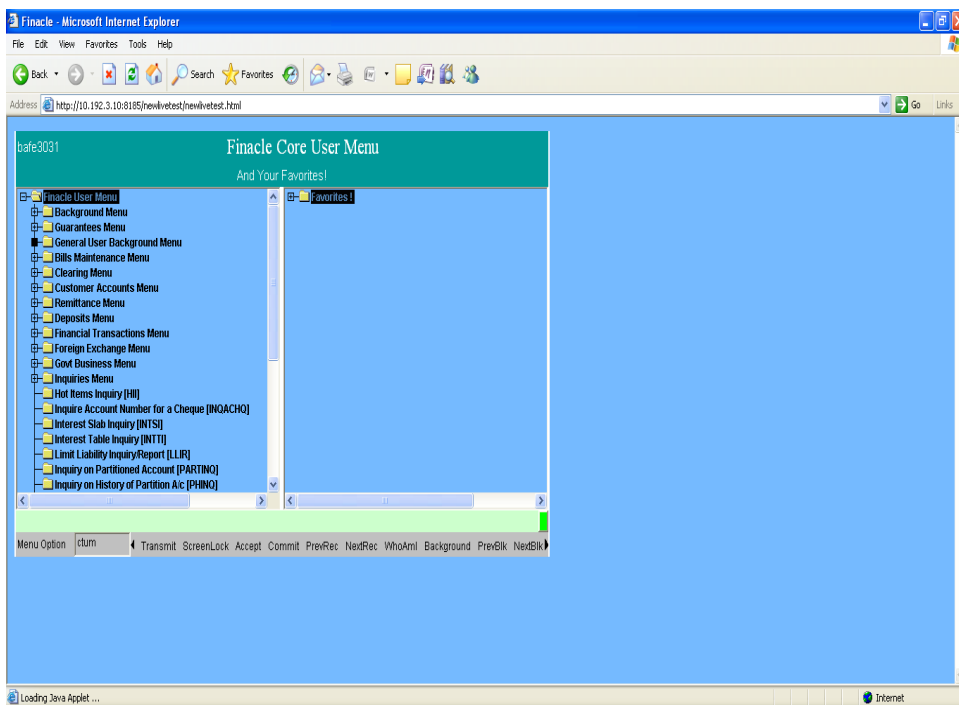 Finacle - Microsoft Internet Explorer
File Edit View Favorites Tools Help
Back Search Favorites
Address http://10.192.3.10:8185/newlivetest/newlivetest.html Go Links
bafe3031 Finacle Core User Menu
And Your Favorites!
Finacle User Menu Favorites !
Background Menu
Guarantees Menu
General User Background Menu
Bills Maintenance Menu
Clearing Menu
Customer Accounts Menu
Remittance Menu
Deposits Menu
Financial Transactions Menu
Foreign Exchange Menu
Govt Business Menu
Inquiries Menu
Hot Items Inquiry [HII]
Inquire Account Number for a Cheque [INQACHQ]
Interest Slab Inquiry [INTSI]
Interest Table Inquiry [INTTI]
Limit Liability Inquiry/Report [LLIR]
Inquiry on Partitioned Account [PARTINQ]
Inquiry on History of Partition A/c [PHINQ]
Menu Option ctum Transmit ScreenLock Accept Commit PrevRec NextRec WhoAmI Background PrevBlk NextBlk
Loading Java Applet ... Internet